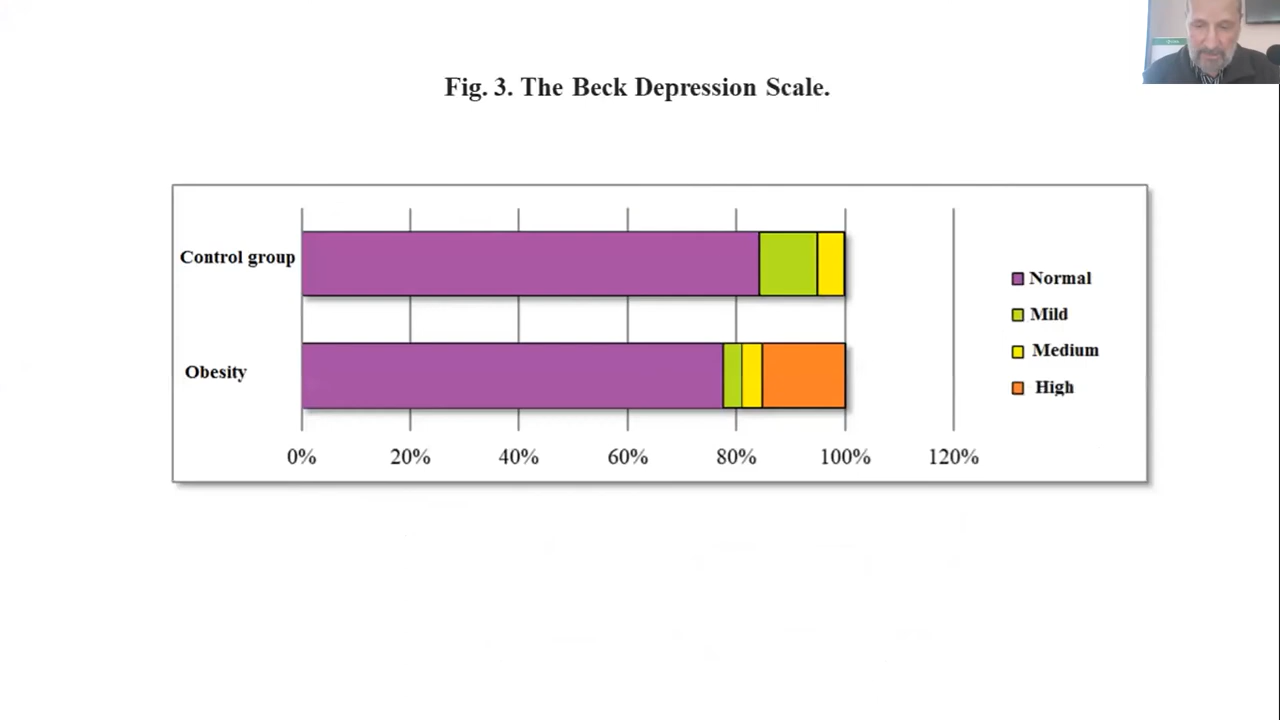 Fig. 3. The Beck Depression Scale.
Control group
Obesity
0% 20% 40% 60% 80% 100% 120%
Normal
Mild
Medium
High